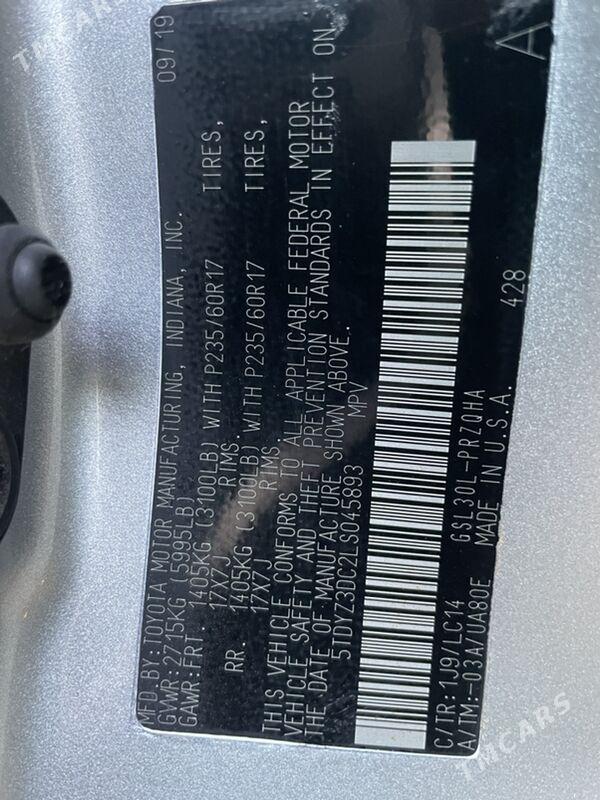 MFD.BY:TOYOTA MOTOR MANUFACTURING, INDIANA, INC. 09/19
GVWR:2715KG (5995LB)
GAWR:FRT 1405KG (3100LB) WITH P235/60R17 TIRES,
17X7J RIMS.
RR. 1405KG (3100LB) WITH P235/60R17 TIRES,
17X7J RIMS.
THIS VEHICLE CONFORMS TO ALL APPLICABLE FEDERAL MOTOR
VEHICLE SAFETY AND THEFT PREVENTION STANDARDS IN EFFECT ON
THE DATE OF MANUFACTURE SHOWN ABOVE.
5TDYZ3DC2LS045893 MPV
C/TR:1J9/LC14 GSL30L-PRZQHA 428
A/TM:-03A/UA80E MADE IN U.S.A. A
TMCARS
TMCARS